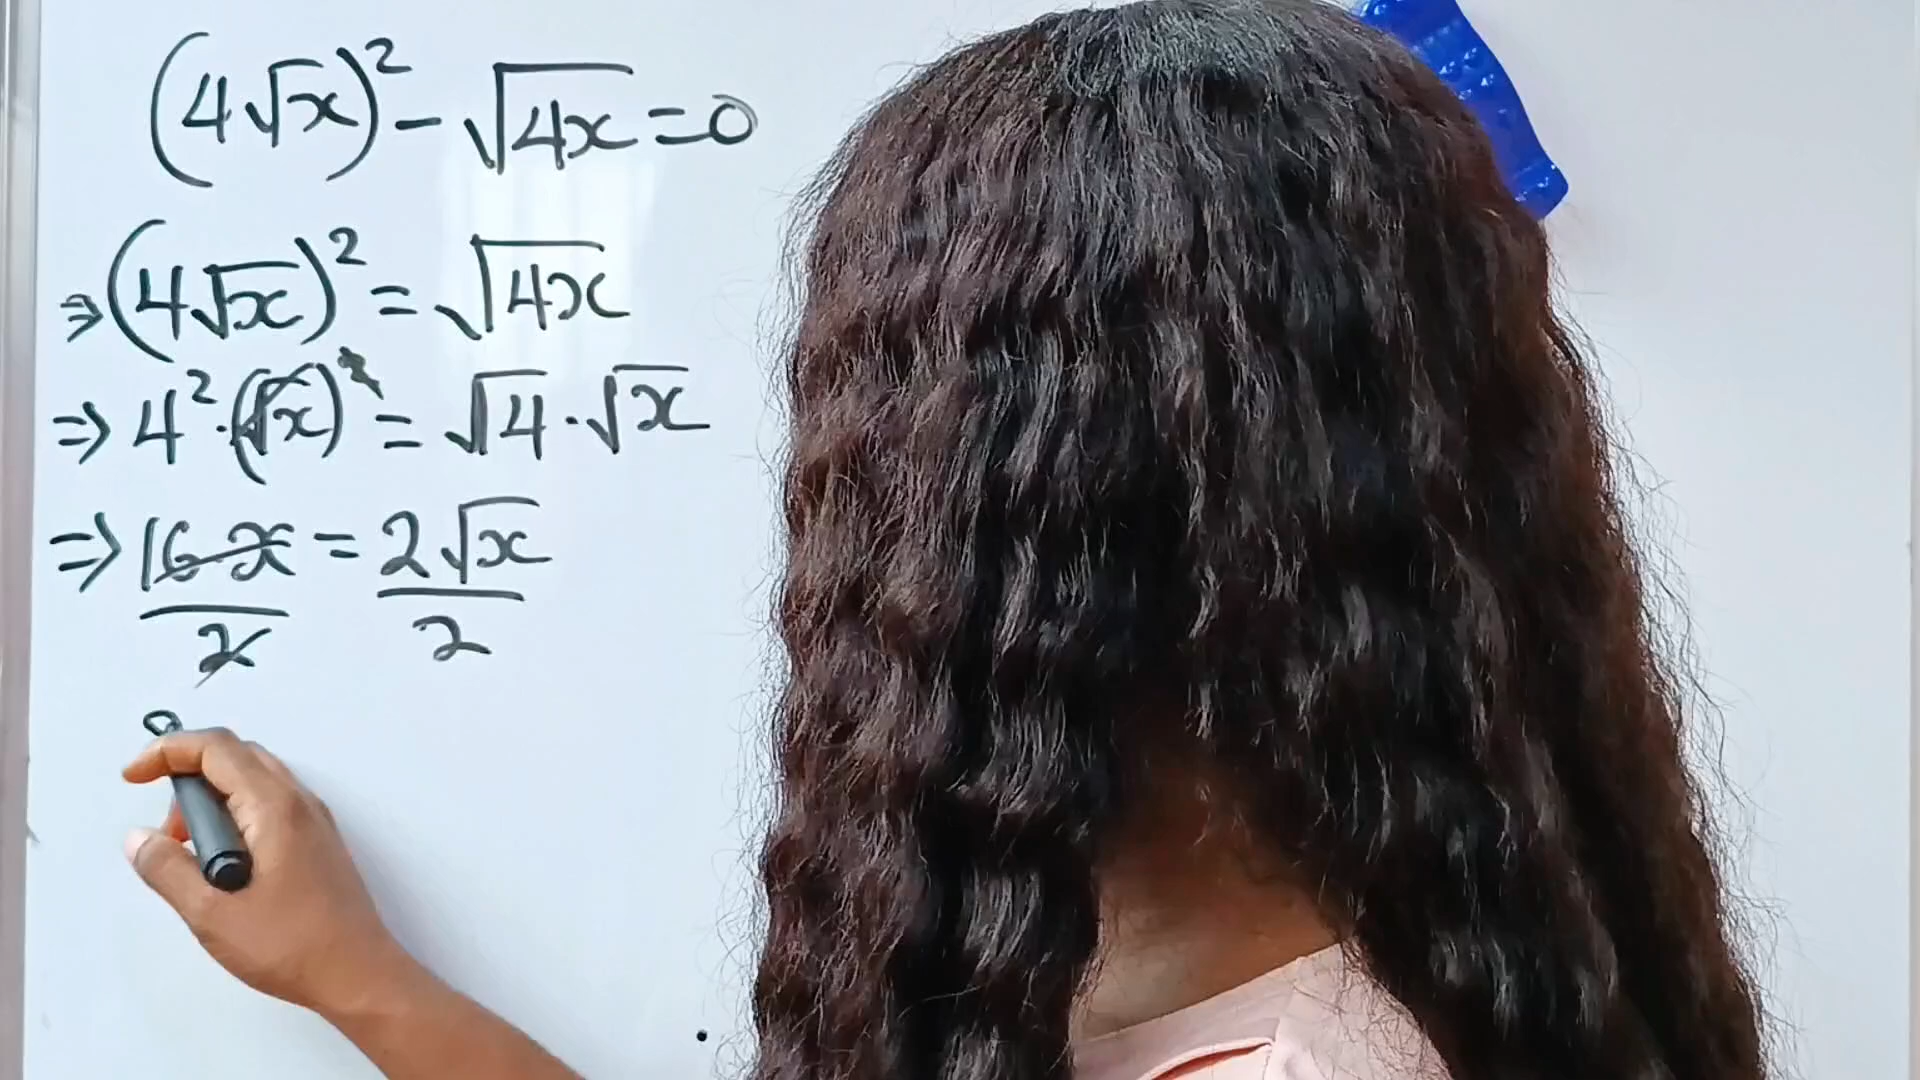 (4√x)² - √4x = 0
⇒ (4√x)² = √4x
⇒ 4² · (√x)² = √4 · √x
⇒ 16x/2 = 2√x/2
8